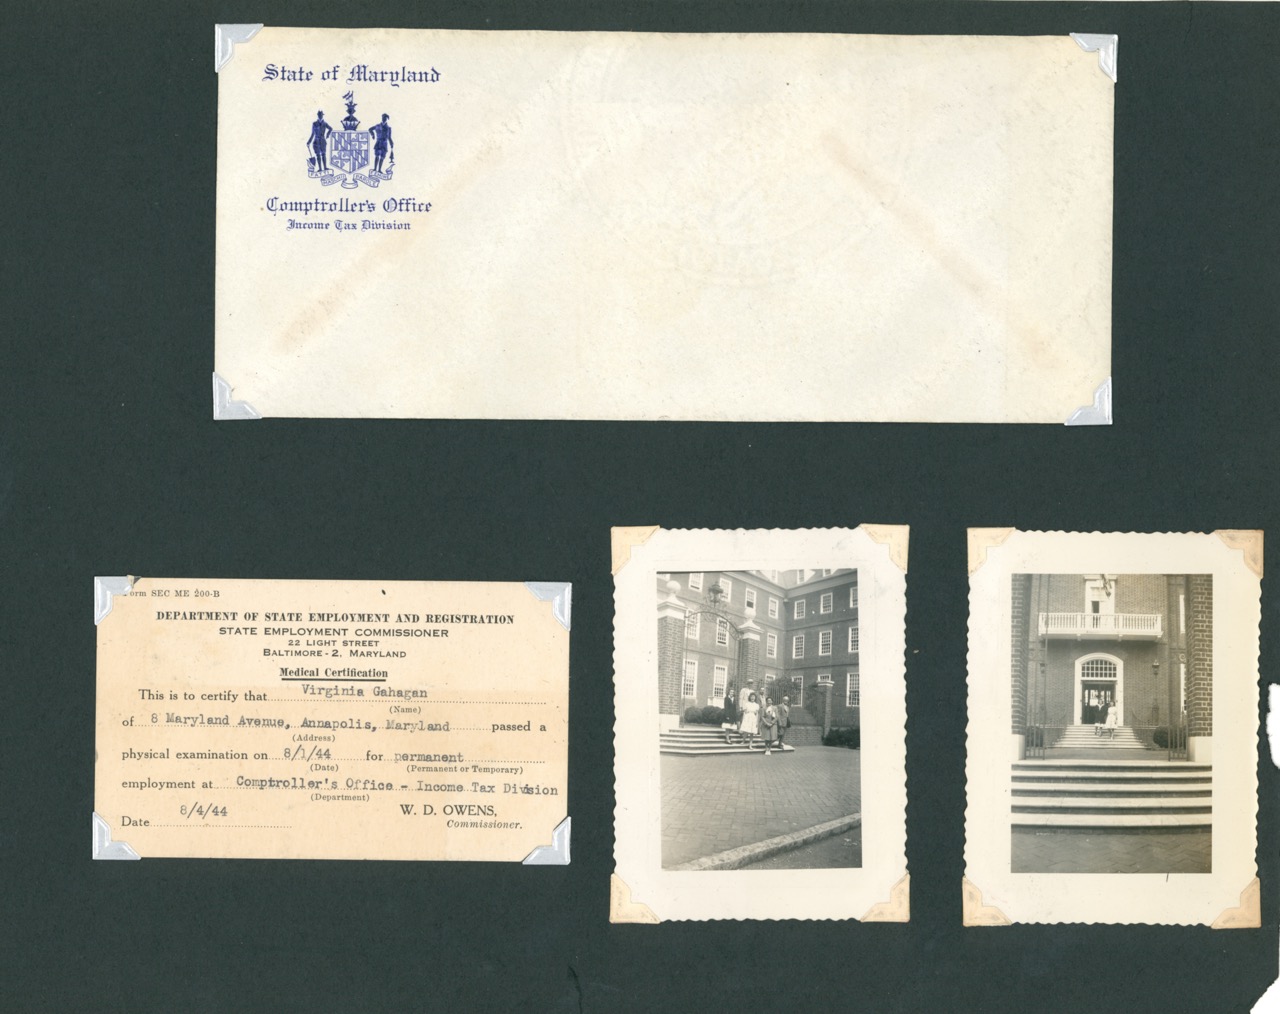 State of Maryland
Comptroller's Office
Income Tax Division
Form SEC ME 200-B
DEPARTMENT OF STATE EMPLOYMENT AND REGISTRATION
STATE EMPLOYMENT COMMISSIONER
22 LIGHT STREET
BALTIMORE - 2, MARYLAND
Medical Certification
This is to certify that Virginia Gahagan
(Name)
of 8 Maryland Avenue, Annapolis, Maryland passed a
(Address)
physical examination on 8/1/44 for permanent
(Date) (Permanent or Temporary)
employment at Comptroller's Office - Income Tax Division
(Department)
8/4/44 W. D. OWENS,
Date Commissioner.